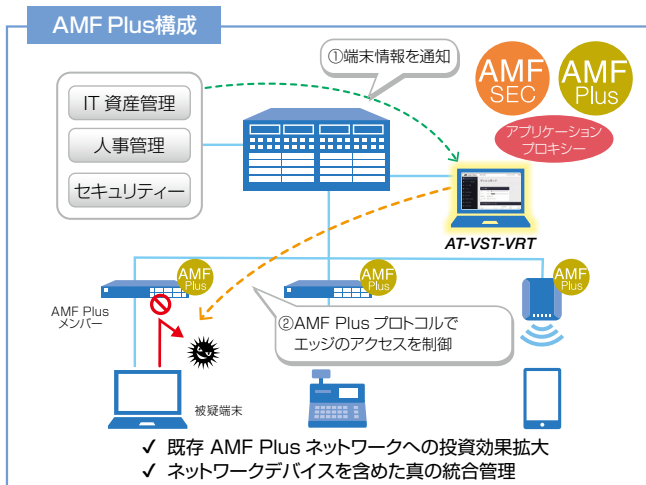 AMF Plus構成
①端末情報を通知
AMF
SEC
AMF
Plus
アプリケーション
プロキシー
IT 資産管理
人事管理
セキュリティー
AT-VST-VRT
AMF
Plus
AMF
Plus
AMF
Plus
AMF Plus
メンバー
②AMF Plus プロトコルで
エッジのアクセスを制御
被疑端末
✓ 既存 AMF Plus ネットワークへの投資効果拡大
✓ ネットワークデバイスを含めた真の統合管理